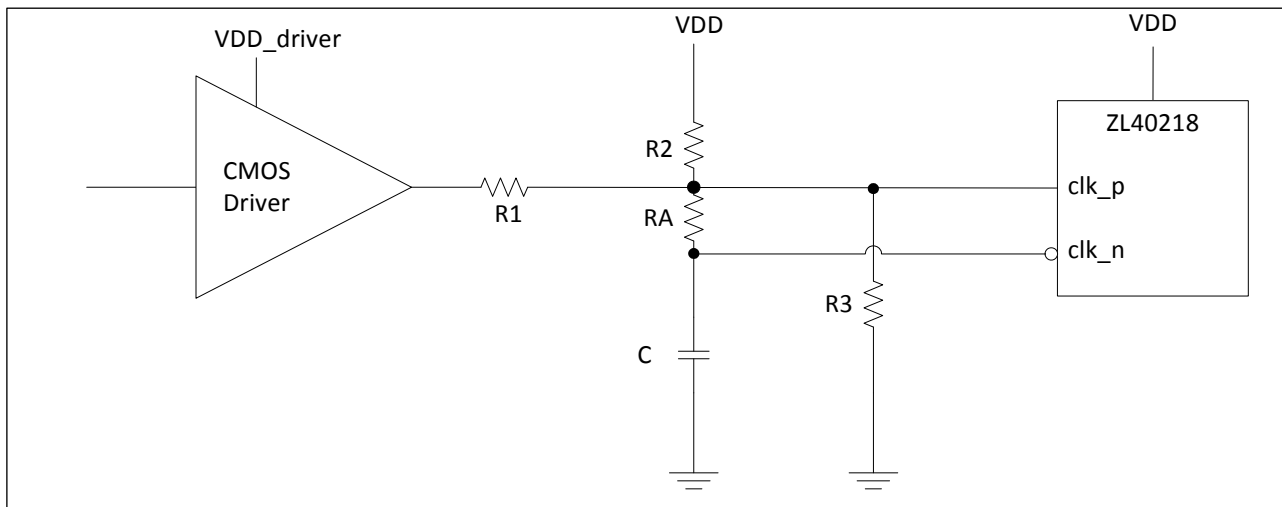 VDD_driver
VDD
VDD
ZL40218
CMOS
Driver
R1
R2
RA
clk_p
clk_n
R3
C